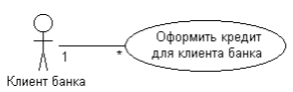 Оформить кредит
для клиента банка
1 *
Клиент банка